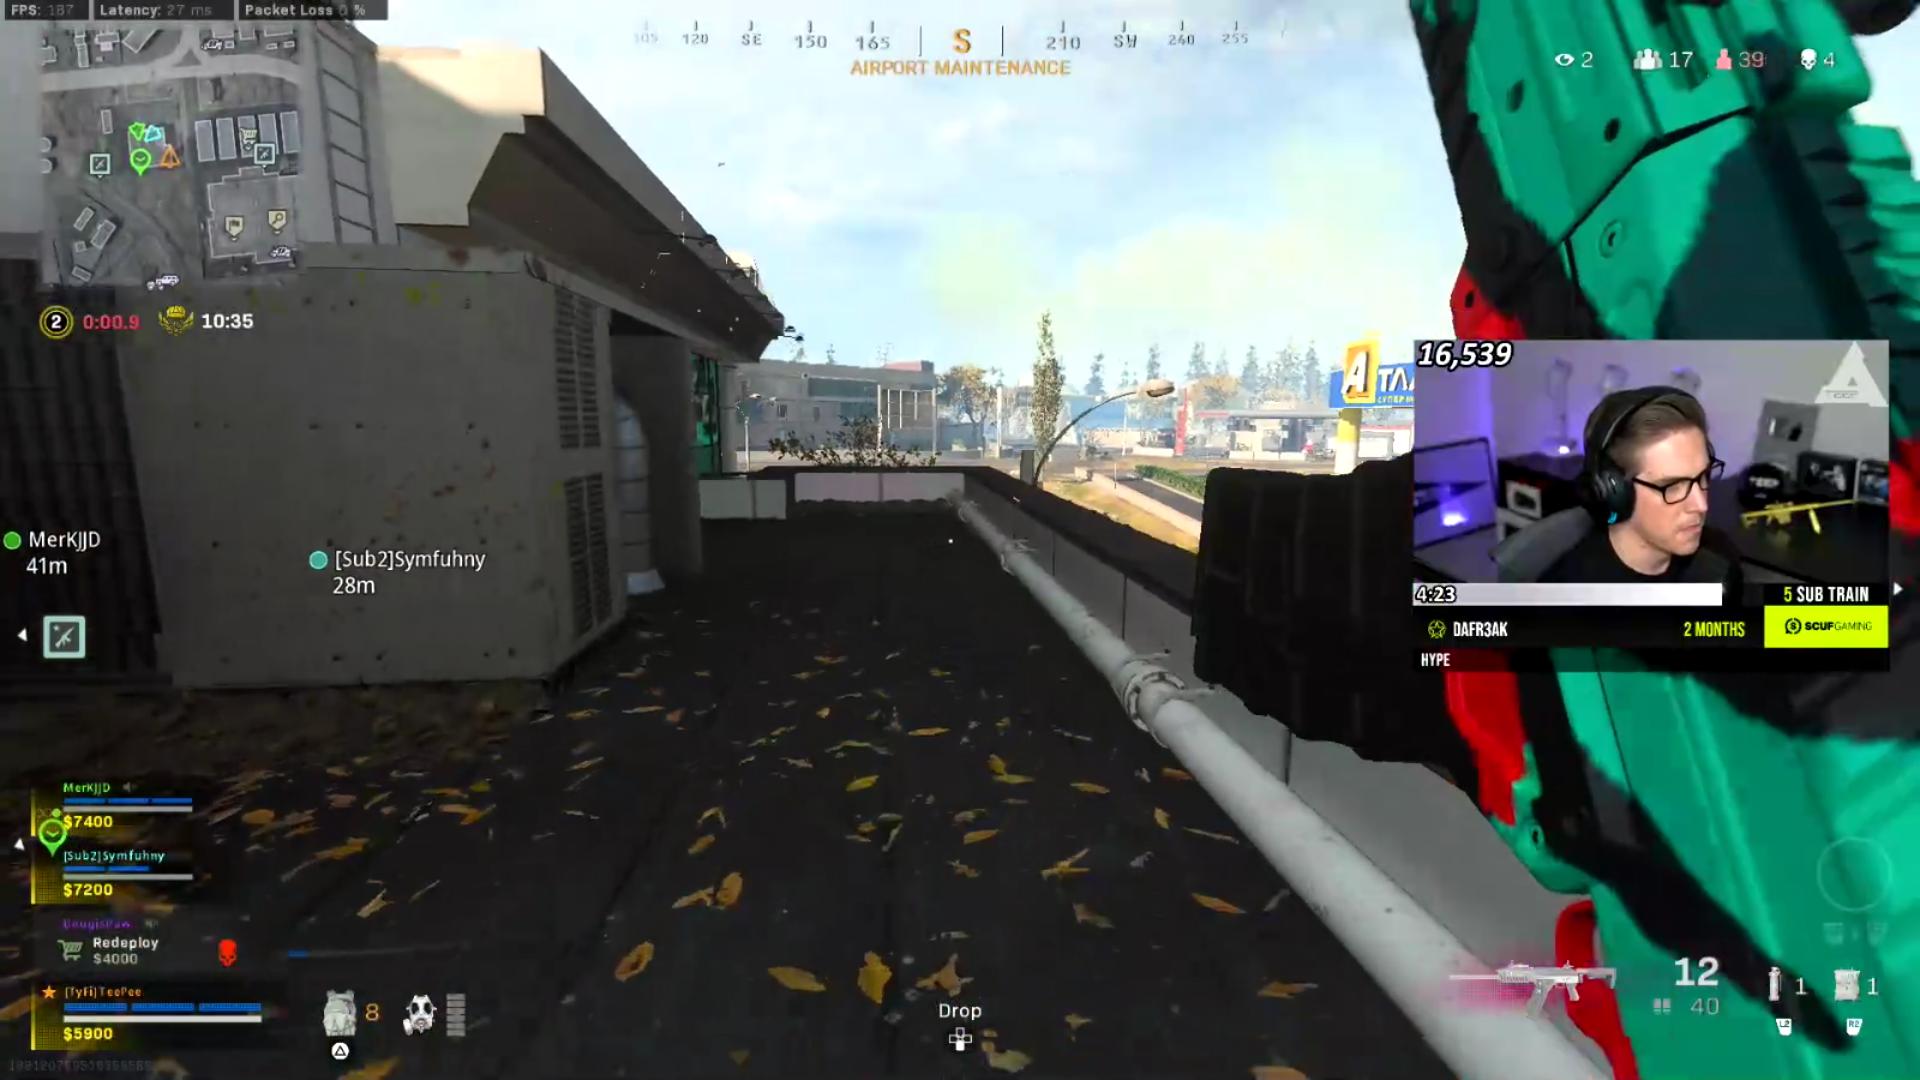 FPS: 187 Latency: 27 ms Packet Loss 0 %
105 120 SE 150 165 S 210 SW 240 255
AIRPORT MAINTENANCE
2 17 39 4
2 0:00.9 10:35
16,539
MerKJJD
41m
[Sub2]Symfuhny
28m
4:23
5 SUB TRAIN
DAFR3AK
2 MONTHS
SCUFGAMING
HYPE
MerKJJD
$7400
[Sub2]Symfuhny
$7200
Redeploy
$4000
[TyFi]TeePee
$5900
8
Drop
12
40
1
1
L2
R2